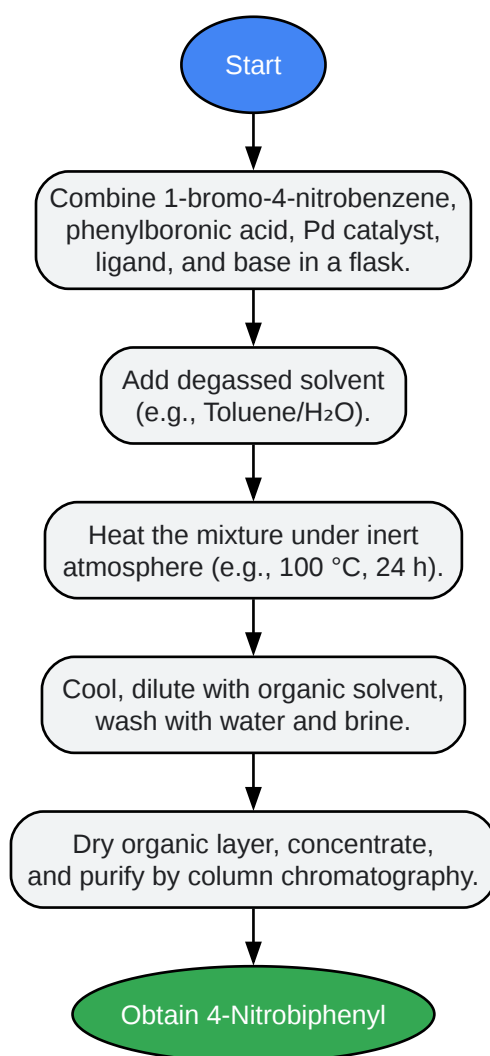 Start
Combine 1-bromo-4-nitrobenzene,
phenylboronic acid, Pd catalyst,
ligand, and base in a flask.
Add degassed solvent
(e.g., Toluene/H₂O).
Heat the mixture under inert
atmosphere (e.g., 100 °C, 24 h).
Cool, dilute with organic solvent,
wash with water and brine.
Dry organic layer, concentrate,
and purify by column chromatography.
Obtain 4-Nitrobiphenyl